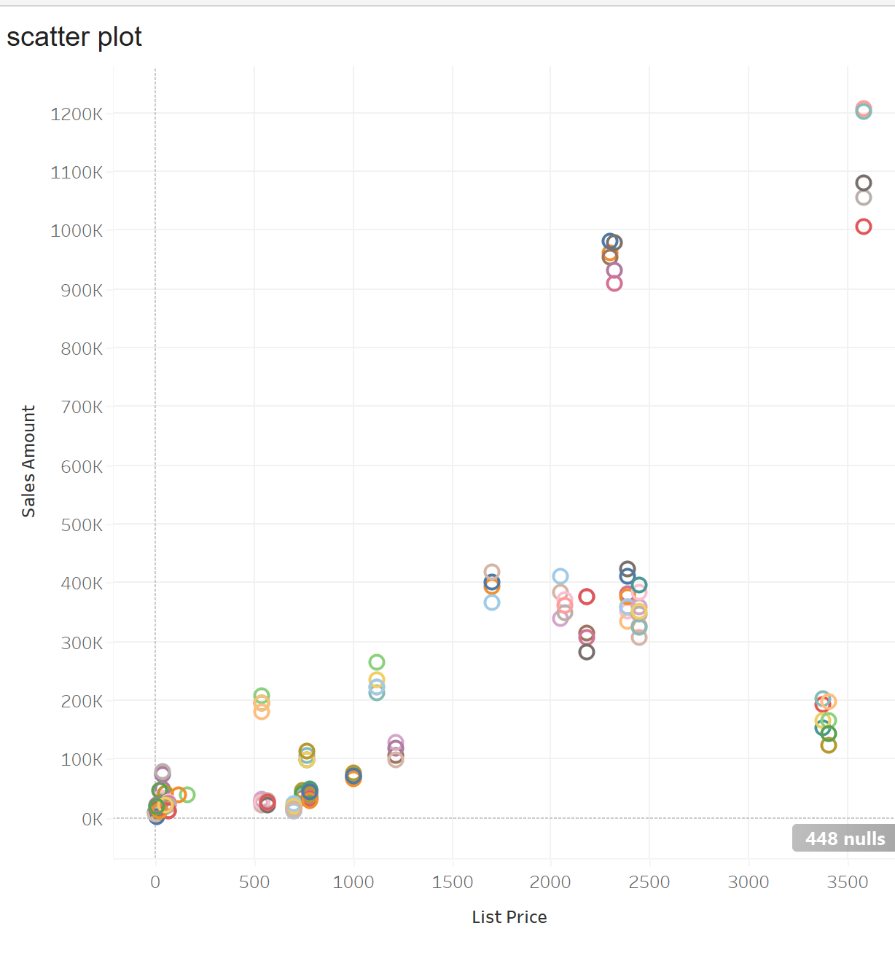 scatter plot
1200K
1100K
1000K
900K
800K
700K
600K
500K
400K
300K
200K
100K
0K
Sales Amount
448 nulls
0 500 1000 1500 2000 2500 3000 3500
List Price